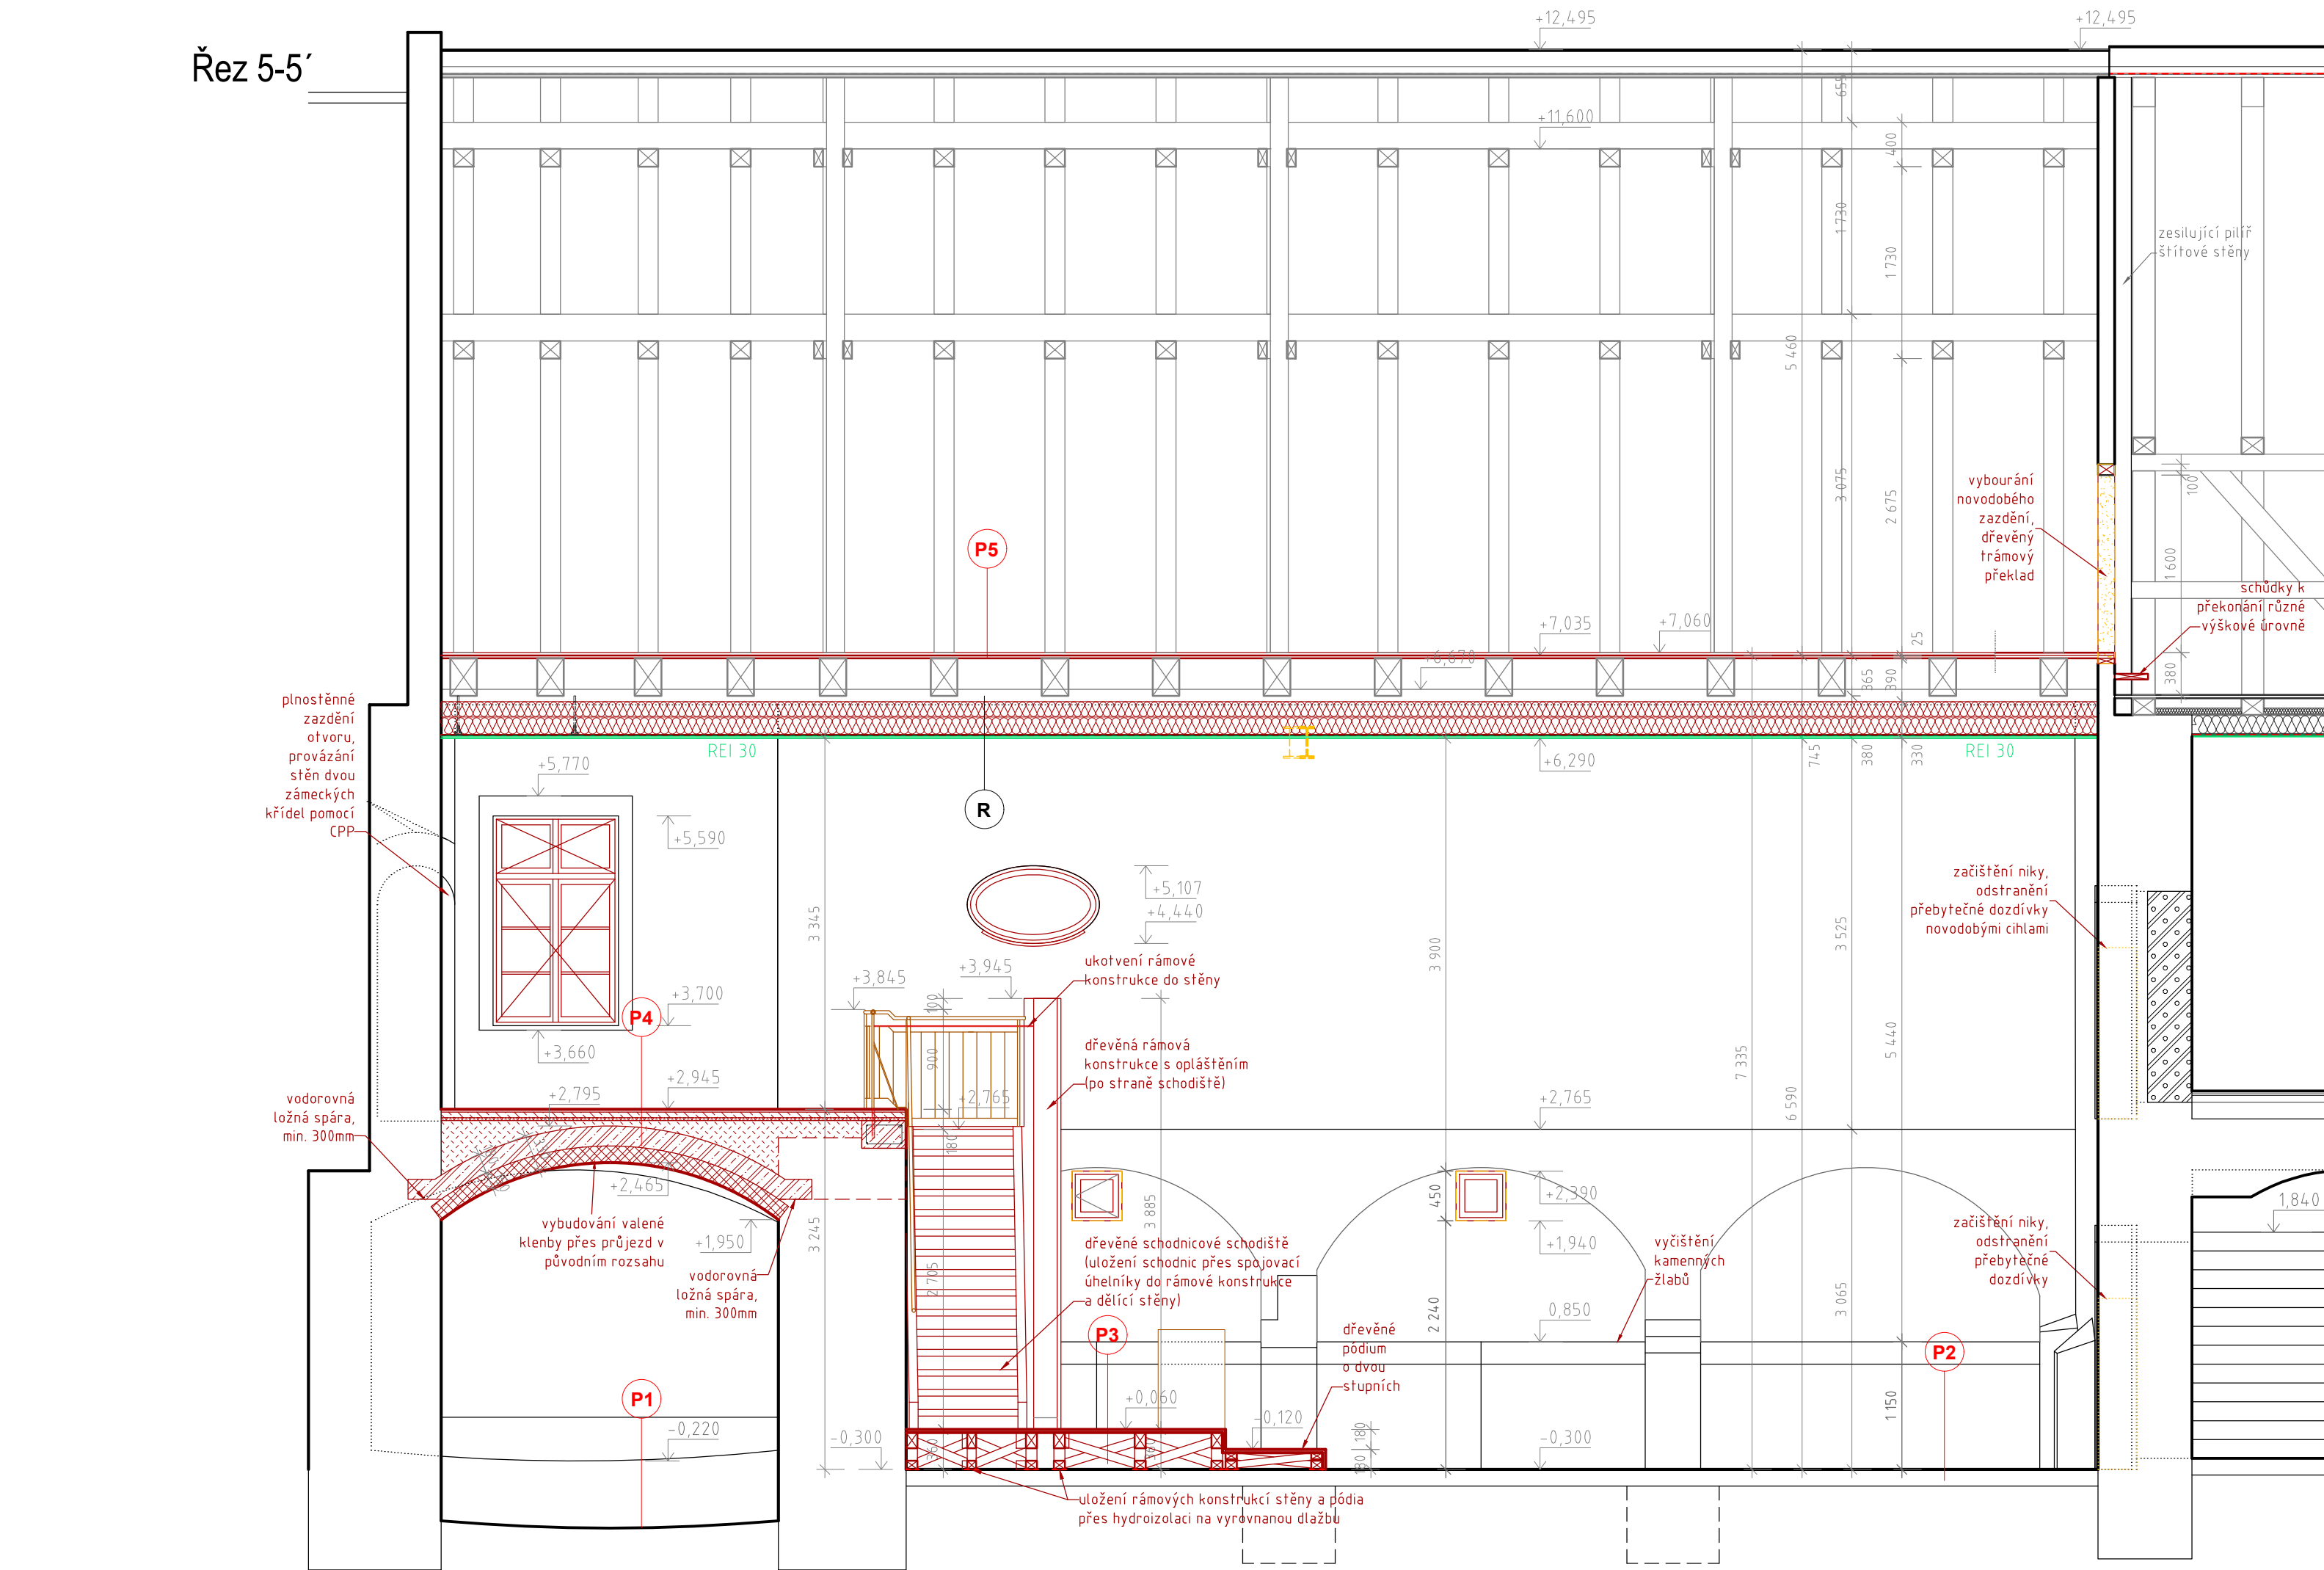 Řez 5-5´
+12,495
+12,495
655
+11,600
400
1 730
1 730
zesilující pilíř
štítové stěny
5 460
3 075
2 675
vybourání
novodobého
zazdění,
dřevěný
trámový
překlad
100
1 600
schůdky k
překonání různé
výškové úrovně
380
P5
+7,035
+7,060
25
+6,670
365
390
plnostěnné
zazdění
otvoru,
provázání
stěn dvou
zámeckých
křídel pomocí
CPP
REI 30
+6,290
745
380
330
REI 30
+5,770
+5,590
R
+5,107
+4,440
3 345
3 900
3 525
začištění niky,
odstranění
přebytečné dozdívky
novodobými cihlami
ukotvení rámové
konstrukce do stěny
+3,845
+3,945
100
+3,700
P4
+3,660
900
dřevěná rámová
konstrukce s opláštěním
(po straně schodiště)
7 335
6 590
5 440
vodorovná
ložná spára,
min. 300mm
+2,795
+2,945
+2,765
180
+2,765
+2,465
450
+2,390
1,840
vybudování valené
klenby přes průjezd v
původním rozsahu
+1,950
vodorovná
ložná spára,
min. 300mm
3 245
2 705
3 885
dřevěné schodnicové schodiště
(uložení schodnic přes spojovací
úhelníky do rámové konstrukce
a dělící stěny)
+1,940
vyčištění
kamenných
žlabů
začištění niky,
odstranění
přebytečné
dozdívky
2 240
0,850
3 065
P3
dřevěné
pódium
o dvou
stupních
P2
P1
+0,060
-0,120
1 150
-0,220
-0,300
360
180
180
-0,300
uložení rámových konstrukcí stěny a pódia
přes hydroizolaci na vyrovnanou dlažbu